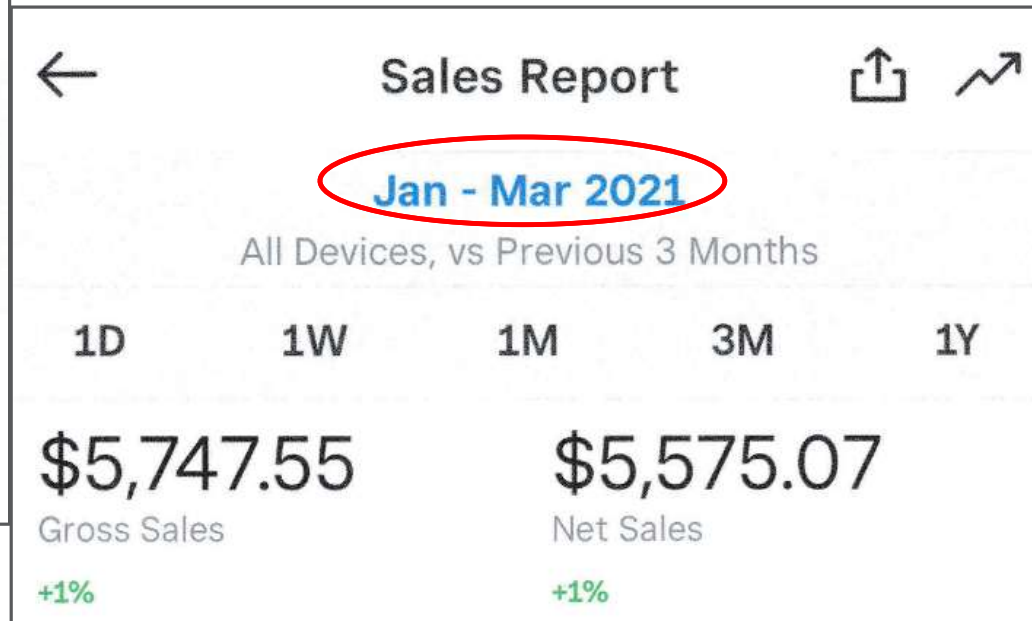 Sales Report
Jan - Mar 2021
All Devices, vs Previous 3 Months
1D 1W 1M 3M 1Y
$5,747.55 $5,575.07
Gross Sales Net Sales
+1% +1%